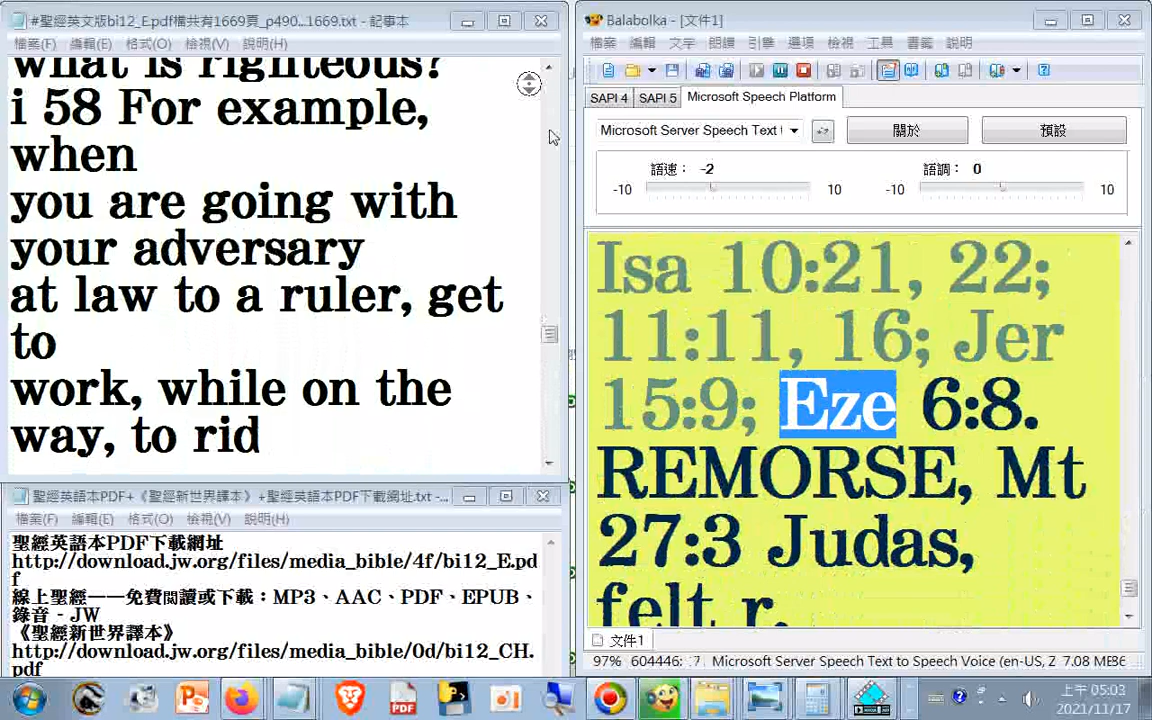 #聖經英文版bi12_E.pdf檔共有1669頁_p490...1669.txt - 記事本
檔案(F) 編輯(E) 格式(O) 檢視(V) 說明(H)
what is righteous?
i 58 For example,
when
you are going with
your adversary
at law to a ruler, get
to
work, while on the
way, to rid
聖經英語本PDF+《聖經新世界譯本》+聖經英語本PDF下載網址.txt - ...
檔案(F) 編輯(E) 格式(O) 檢視(V) 說明(H)
聖經英語本PDF下載網址
http://download.jw.org/files/media_bible/4f/bi12_E.pd
f
線上聖經——免費閱讀或下載：MP3、AAC、PDF、EPUB、
錄音 - JW
《聖經新世界譯本》
http://download.jw.org/files/media_bible/0d/bi12_CH.
pdf
Balabolka - [文件1]
檔案 編輯 文字 朗讀 引擎 選項 檢視 工具 書籤 說明
SAPI 4 SAPI 5 Microsoft Speech Platform
Microsoft Server Speech Text 關於 預設
語速： -2 語調： 0
-10 10 -10 10
Isa 10:21, 22;
11:11, 16; Jer
15:9; Eze 6:8.
REMORSE, Mt
27:3 Judas,
felt r.
文件1
97% 604446: Microsoft Server Speech Text to Speech Voice (en-US, Z 7.08 MB
上午 05:03
2021/11/17